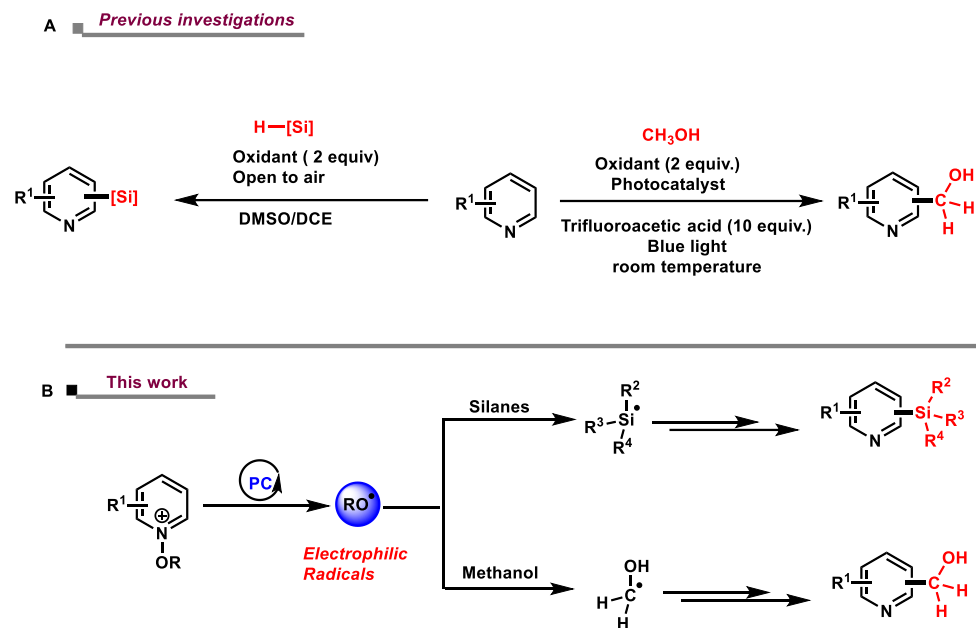 A Previous investigations
H—[Si]
Oxidant ( 2 equiv)
Open to air
DMSO/DCE
CH3OH
Oxidant (2 equiv.)
Photocatalyst
Trifluoroacetic acid (10 equiv.)
Blue light
room temperature
R1
[Si]
N
R1
N
R1
N
OH
C
H
H
B This work
R1
N
⊕
OR
PC
RO•
Electrophilic
Radicals
Silanes
R2
R3 Si•
R4
R1
N
R2
Si R3
R4
Methanol
OH
H C•
H
R1
N
OH
C H
H